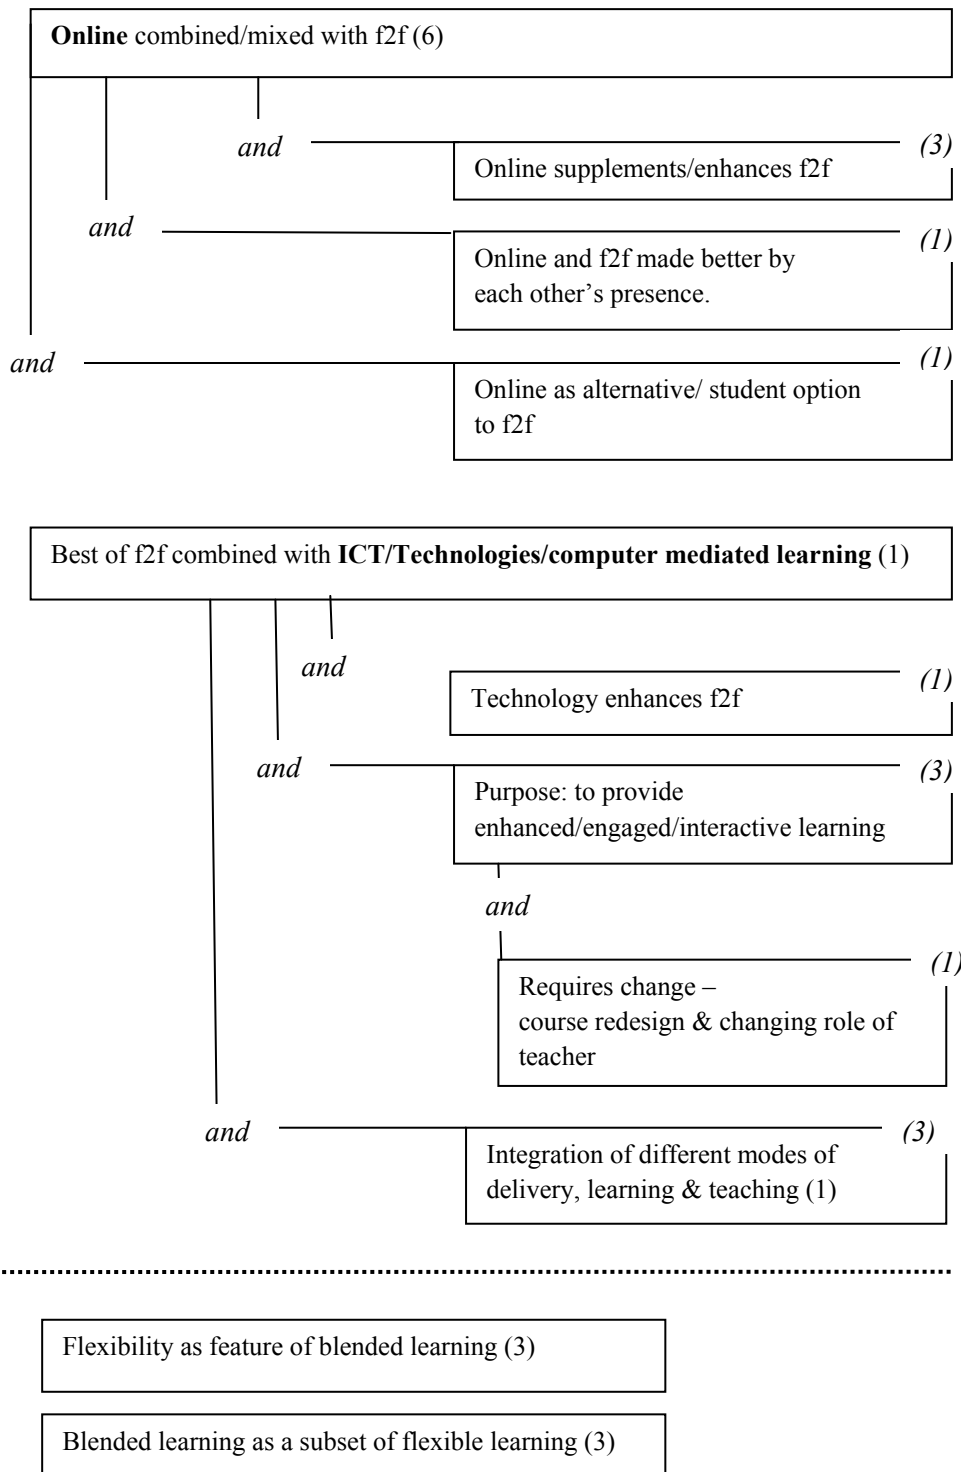 Online combined/mixed with f2f (6)
and
(3)
Online supplements/enhances f2f
and
(1)
Online and f2f made better by
each other’s presence.
and
(1)
Online as alternative/ student option
to f2f
Best of f2f combined with ICT/Technologies/computer mediated learning (1)
and
(1)
Technology enhances f2f
and
(3)
Purpose: to provide
enhanced/engaged/interactive learning
and
(1)
Requires change –
course redesign & changing role of
teacher
and
(3)
Integration of different modes of
delivery, learning & teaching (1)
Flexibility as feature of blended learning (3)
Blended learning as a subset of flexible learning (3)